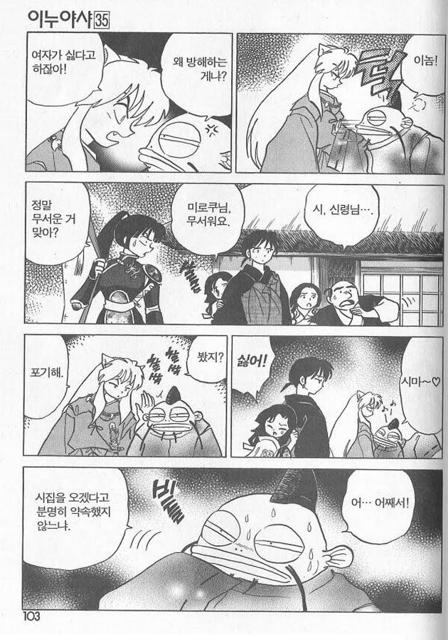 이누야샤 35
이놈!
왜 방해하는
게냐?
여자가 싫다고
하잖아!
시, 신령님….
미로쿠님,
무서워요.
정말
무서운 거
맞아?
시마~♡
싫어!
봤지?
포기해.
어… 어째서!
시집을 오겠다고
분명히 약속했지
않느냐.
103